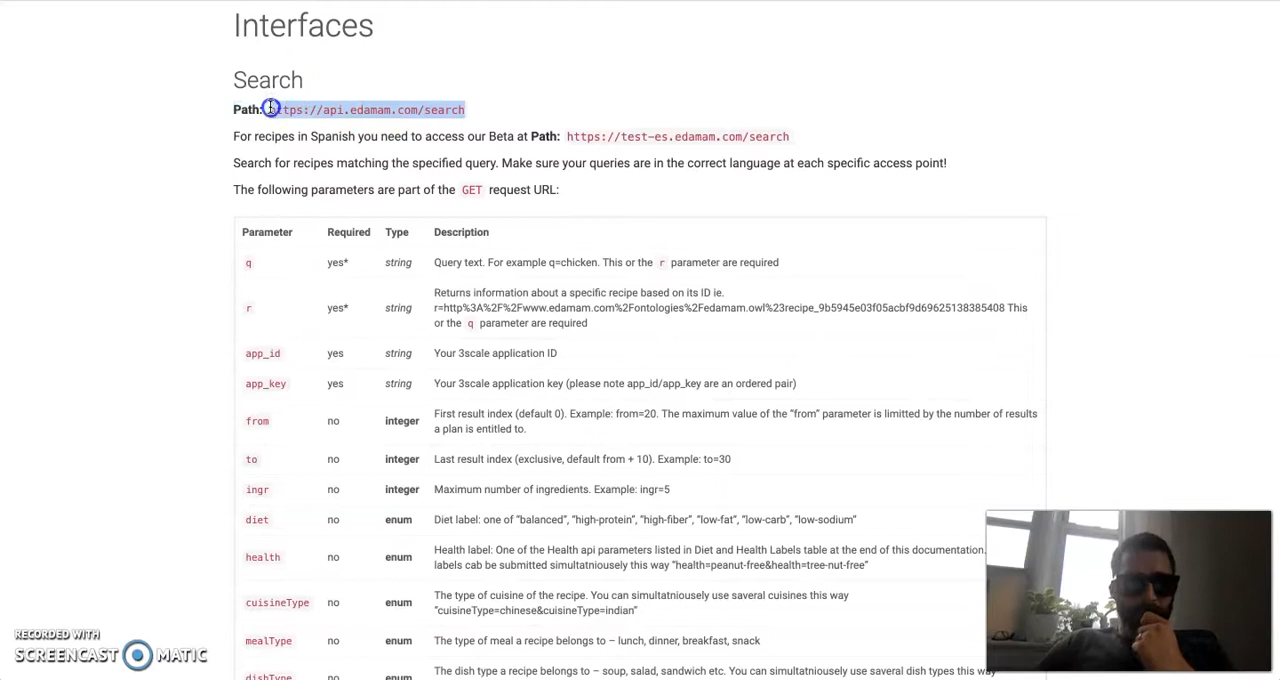 Interfaces
Search
Path: https://api.edamam.com/search
For recipes in Spanish you need to access our Beta at Path: https://test-es.edamam.com/search
Search for recipes matching the specified query. Make sure your queries are in the correct language at each specific access point!
The following parameters are part of the GET request URL:
Parameter Required Type Description
q yes* string Query text. For example q=chicken. This or the r parameter are required
Returns information about a specific recipe based on its ID ie.
r yes* string r=http%3A%2F%2Fwww.edamam.com%2Fontologies%2Fedamam.owl%23recipe_9b5945e03f05acbf9d69625138385408 This
or the q parameter are required
app_id yes string Your 3scale application ID
app_key yes string Your 3scale application key (please note app_id/app_key are an ordered pair)
from no integer First result index (default 0). Example: from=20. The maximum value of the “from” parameter is limitted by the number of results
a plan is entitled to.
to no integer Last result index (exclusive, default from + 10). Example: to=30
ingr no integer Maximum number of ingredients. Example: ingr=5
diet no enum Diet label: one of “balanced”, “high-protein”, “high-fiber”, “low-fat”, “low-carb”, “low-sodium”
health no enum Health label: One of the Health api parameters listed in Diet and Health Labels table at the end of this documentation.
labels cab be submitted simultatniously this way “health=peanut-free&health=tree-nut-free”
cuisineType no enum The type of cuisine of the recipe. You can simultatniousely use saveral cuisines this way
“cuisineType=chinese&cuisineType=indian”
mealType no enum The type of meal a recipe belongs to – lunch, dinner, breakfast, snack
dishType no enum The dish type a recipe belongs to – soup, salad, sandwich etc. You can simultatniousely use saveral dish types this way
RECORDED WITH
SCREENCAST MATIC